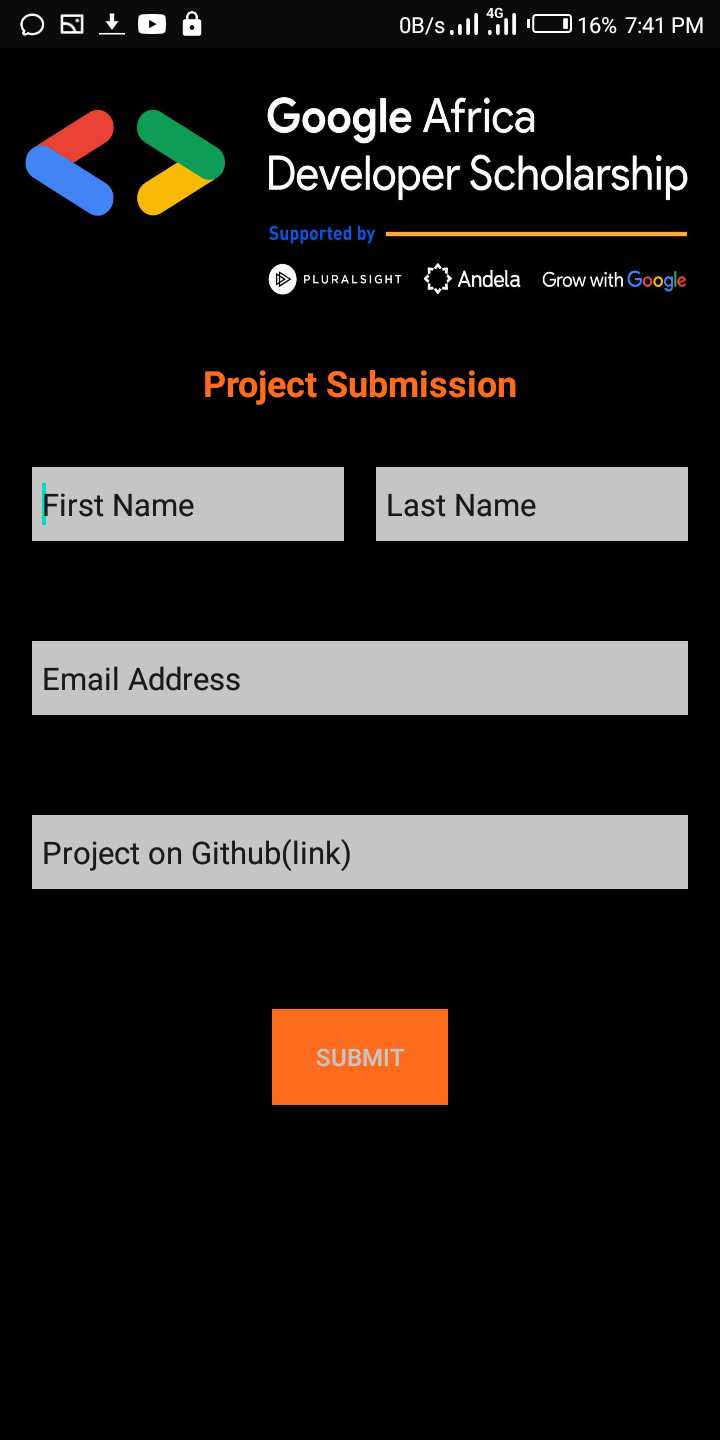 0B/s 4G 16% 7:41 PM
Google Africa
Developer Scholarship
Supported by
PLURALSIGHT Andela Grow with Google
Project Submission
First Name Last Name
Email Address
Project on Github(link)
SUBMIT